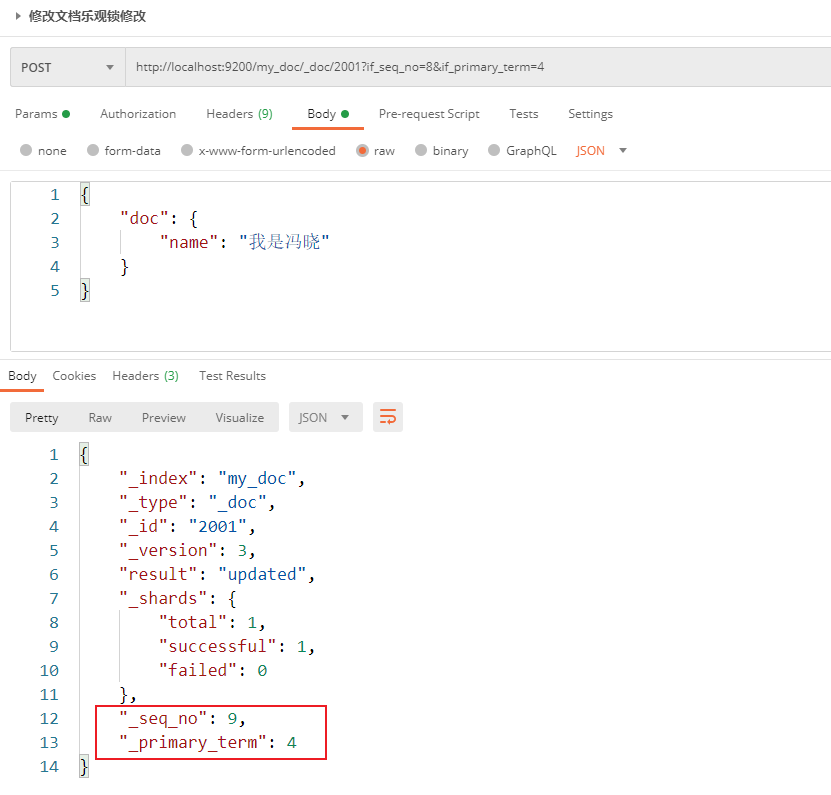 修改文档乐观锁修改
POST http://localhost:9200/my_doc/_doc/2001?if_seq_no=8&if_primary_term=4
Params Authorization Headers (9) Body Pre-request Script Tests Settings
none form-data x-www-form-urlencoded raw binary GraphQL JSON
1 {
2 "doc": {
3 "name": "我是冯晓"
4 }
5 }
Body Cookies Headers (3) Test Results
Pretty Raw Preview Visualize JSON
1 {
2 "_index": "my_doc",
3 "_type": "_doc",
4 "_id": "2001",
5 "_version": 3,
6 "result": "updated",
7 "_shards": {
8 "total": 1,
9 "successful": 1,
10 "failed": 0
11 },
12 "_seq_no": 9,
13 "_primary_term": 4
14 }